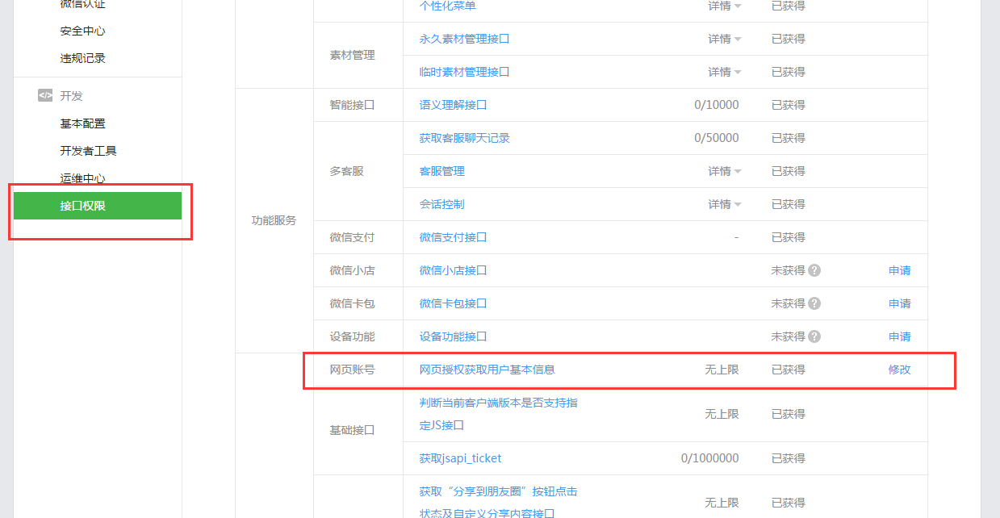 微信认证
安全中心
违规记录
</> 开发
基本配置
开发者工具
运维中心
接口权限
个性化菜单 详情 已获得
素材管理
永久素材管理接口 详情 已获得
临时素材管理接口 详情 已获得
功能服务
智能接口 语义理解接口 0/10000 已获得
多客服
获取客服聊天记录 0/50000 已获得
客服管理 详情 已获得
会话控制 详情 已获得
微信支付 微信支付接口 - 已获得
微信小店 微信小店接口 未获得 ? 申请
微信卡包 微信卡包接口 未获得 ? 申请
设备功能 设备功能接口 未获得 ? 申请
网页账号 网页授权获取用户基本信息 无上限 已获得 修改
基础接口
判断当前客户端版本是否支持指
定JS接口 无上限 已获得
获取jsapi_ticket 0/1000000 已获得
获取“分享到朋友圈”按钮点击
状态及自定义分享内容接口 无上限 已获得